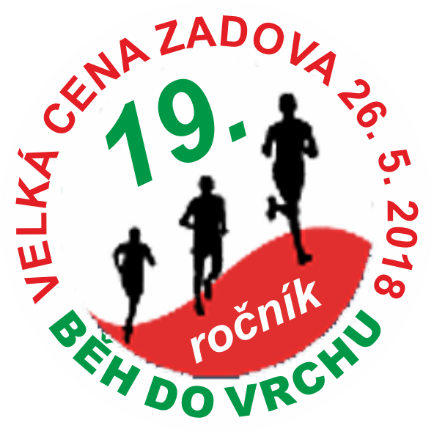 VELKÁ CENA ZADOVA 26. 5. 2018
19.
ročník
BĚH DO VRCHU